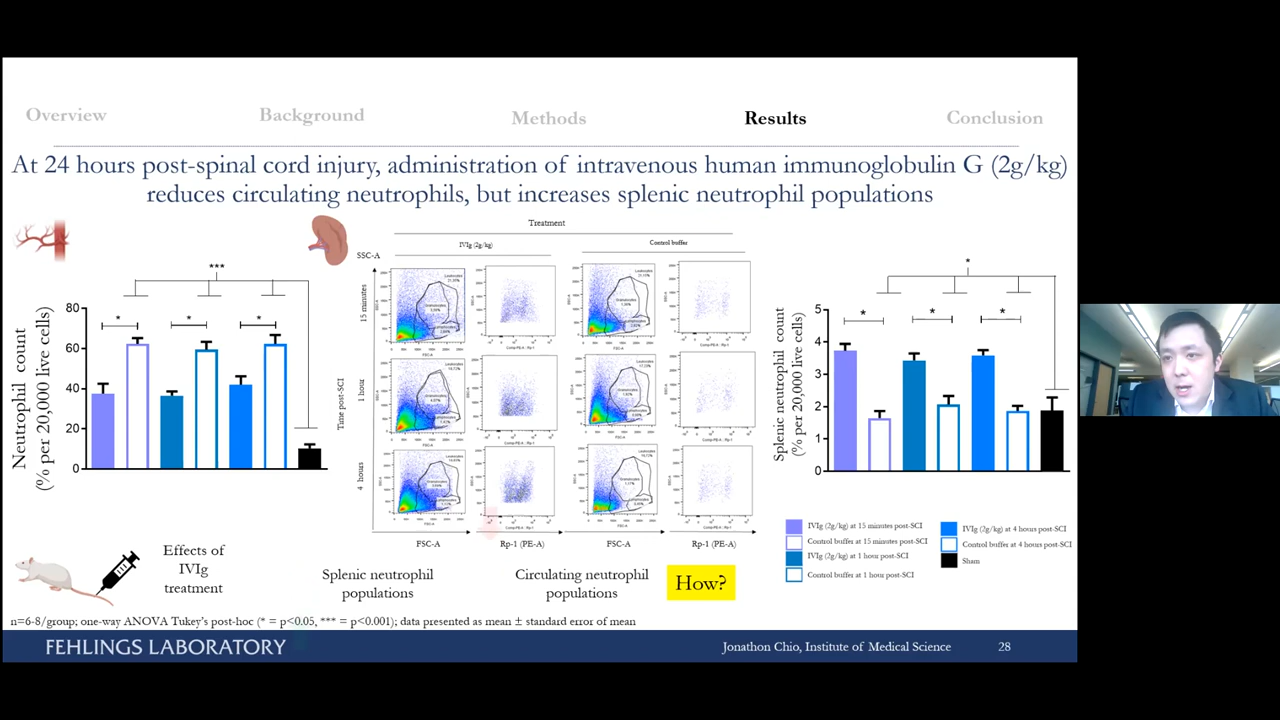 Overview
Background
Methods
Results
Conclusion
At 24 hours post-spinal cord injury, administration of intravenous human immunoglobulin G (2g/kg)
reduces circulating neutrophils, but increases splenic neutrophil populations
Neutrophil count
(% per 20,000 live cells)
80
60
40
20
0
***
*
*
*
Treatment
IVIg (2g/kg)
Control buffer
SSC-A
Time post-SCI
15 minutes
1 hour
4 hours
FSC-A
Rp-1 (PE-A)
FSC-A
Rp-1 (PE-A)
Splenic neutrophil count
(% per 20,000 live cells)
5
4
3
2
1
0
*
*
*
*
IVIg (2g/kg) at 15 minutes post-SCI
Control buffer at 15 minutes post-SCI
IVIg (2g/kg) at 1 hour post-SCI
Control buffer at 1 hour post-SCI
IVIg (2g/kg) at 4 hours post-SCI
Control buffer at 4 hours post-SCI
Sham
Effects of
IVIg
treatment
Splenic neutrophil
populations
Circulating neutrophil
populations
How?
n=6-8/group; one-way ANOVA Tukey's post-hoc (* = p<0.05, *** = p<0.001); data presented as mean ± standard error of mean
FEHLINGS LABORATORY
Jonathon Chio, Institute of Medical Science
28